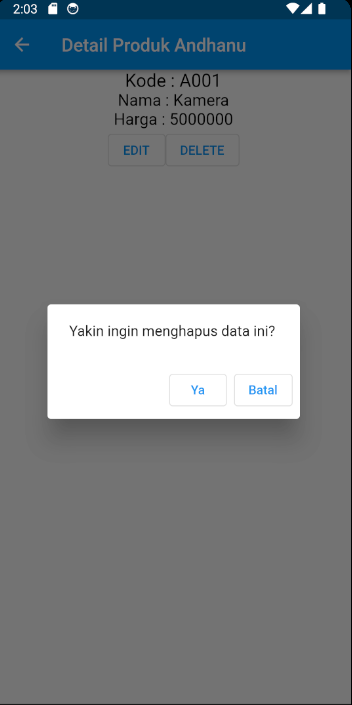 2:03
Detail Produk Andhanu
Kode : A001
Nama : Kamera
Harga : 5000000
EDIT DELETE
Yakin ingin menghapus data ini?
Ya Batal